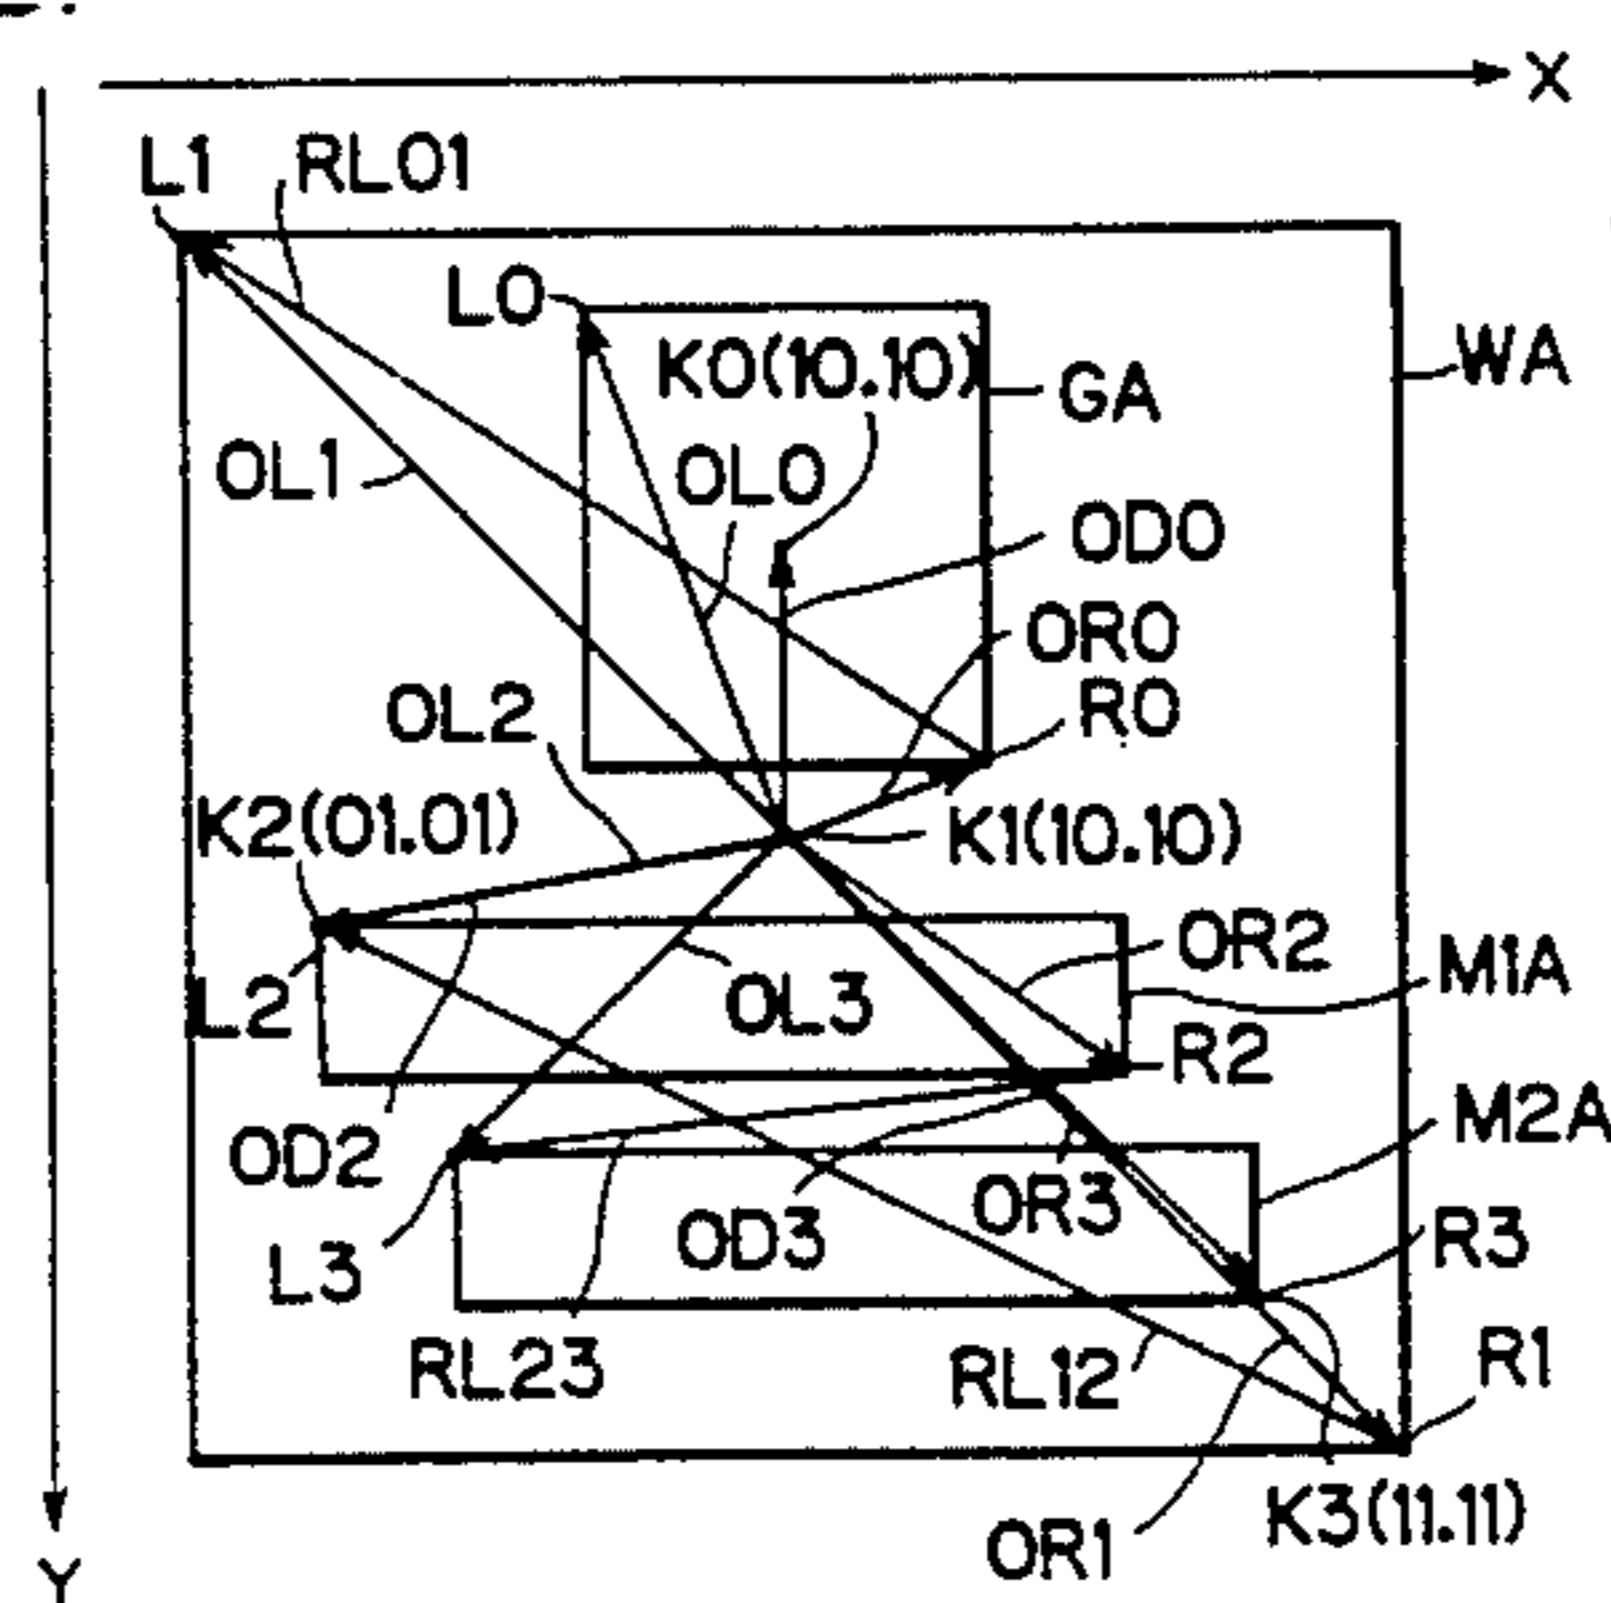 X
L1
RL01
L0
K0(10.10)
GA
WA
OL1
OL0
OD0
OR0
R0
OL2
K2(01.01)
K1(10.10)
OR2
M1A
L2
OL3
R2
OD2
M2A
OR3
OD3
R3
L3
RL23
RL12
R1
OR1
K3(11.11)
Y